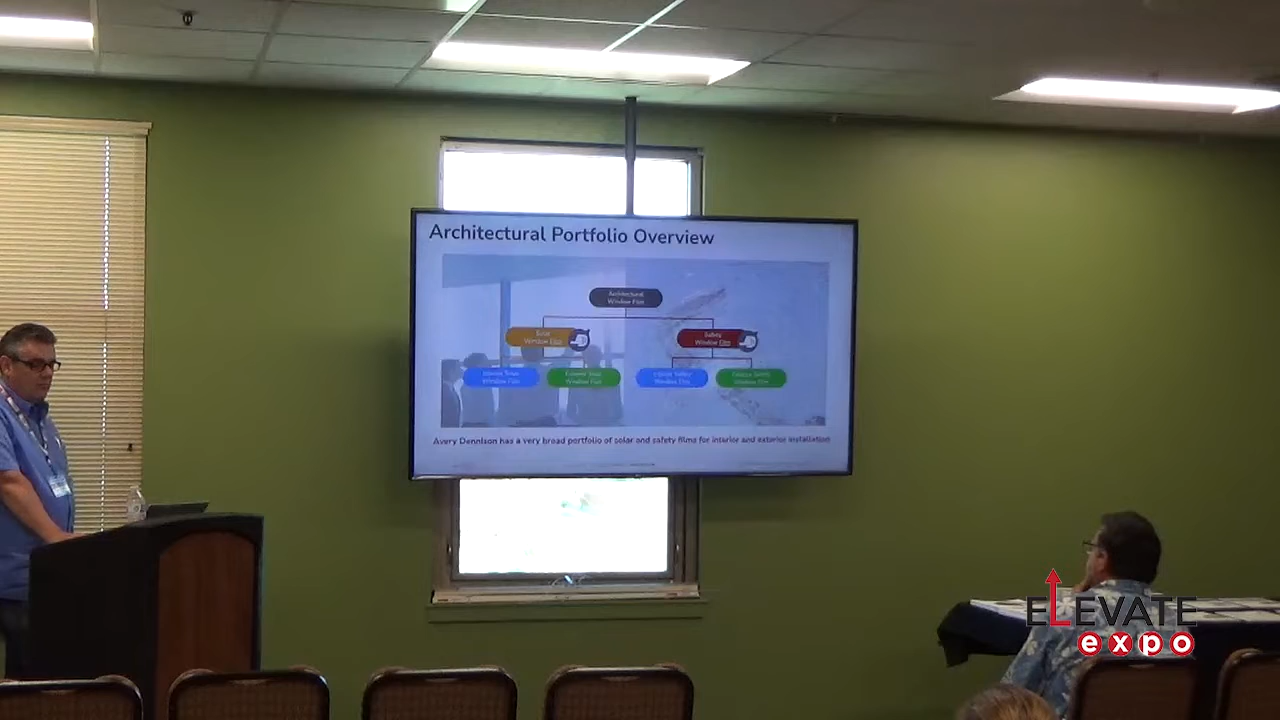 Architectural Portfolio Overview
Architectural
Window Film
Solar
Window Film
Safety
Window Film
Interior Solar
Window Film
Exterior Solar
Window Film
Interior Safety
Window Film
Exterior Safety
Window Film
Avery Dennison has a very broad portfolio of solar and safety films for interior and exterior installation
ELEVATE
expo